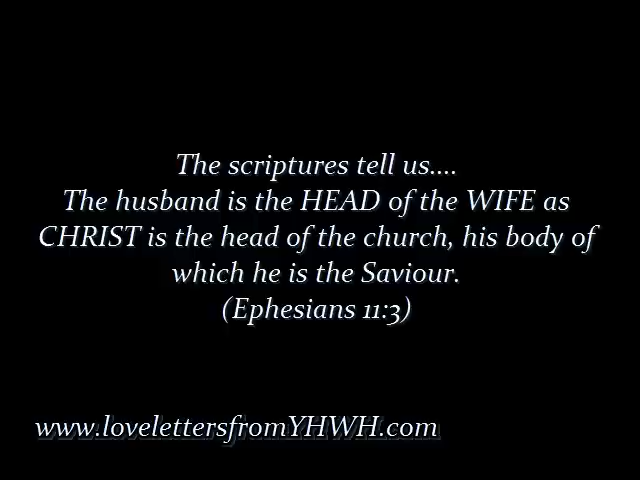 The scriptures tell us....
The husband is the HEAD of the WIFE as
CHRIST is the head of the church, his body of
which he is the Saviour.
(Ephesians 11:3)
www.lovelettersfromYHWH.com